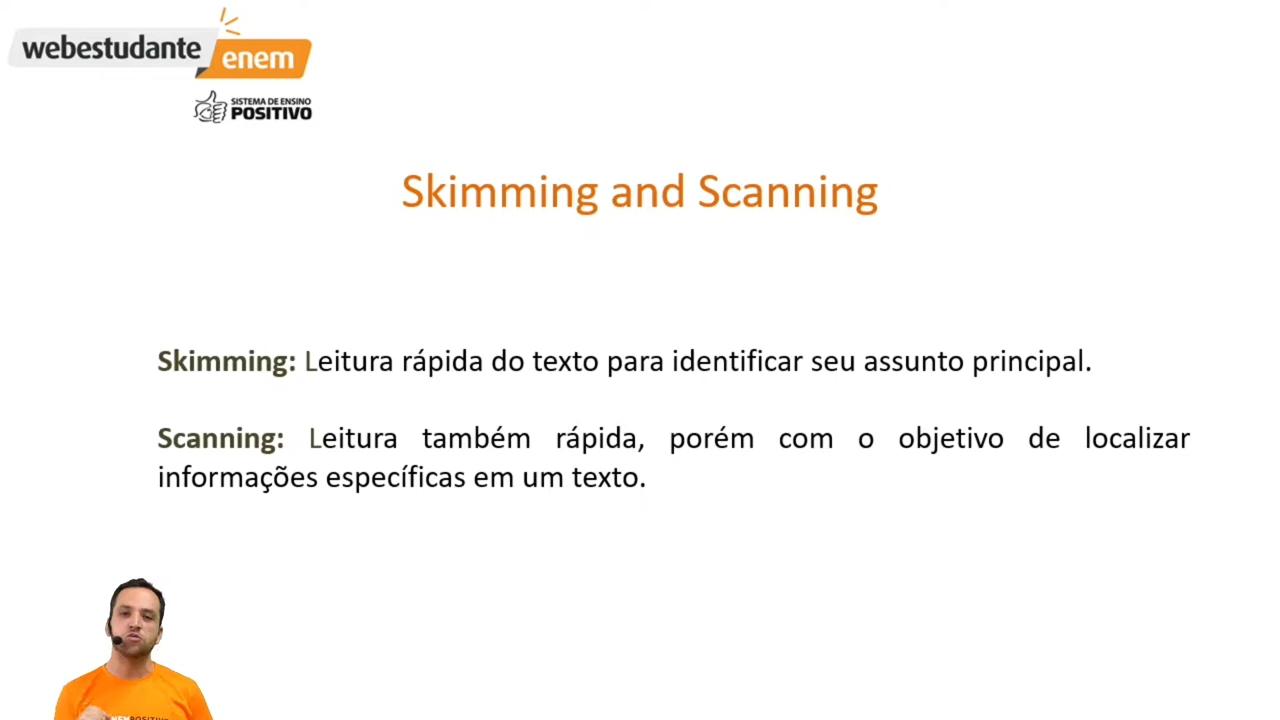 webestudante
enem
SISTEMA DE ENSINO
POSITIVO
Skimming and Scanning
Skimming: Leitura rápida do texto para identificar seu assunto principal.
Scanning: Leitura também rápida, porém com o objetivo de localizar
informações específicas em um texto.